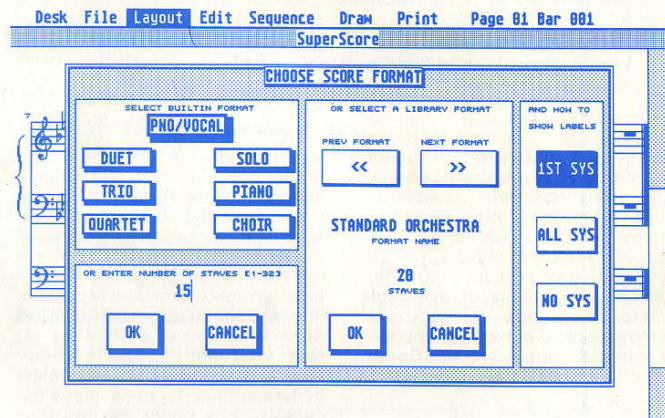 Desk File Layout Edit Sequence Draw Print Page 01 Bar 001
SuperScore
CHOOSE SCORE FORMAT
SELECT BUILTIN FORMAT
PNO/VOCAL
DUET SOLO
TRIO PIANO
QUARTET CHOIR
OR ENTER NUMBER OF STAVES [1-32]
15
OK CANCEL
OR SELECT A LIBRARY FORMAT
PREV FORMAT NEXT FORMAT
<< >>
STANDARD ORCHESTRA
FORMAT NAME
20
STAVES
OK CANCEL
AND HOW TO
SHOW LABELS
1ST SYS
ALL SYS
NO SYS
7